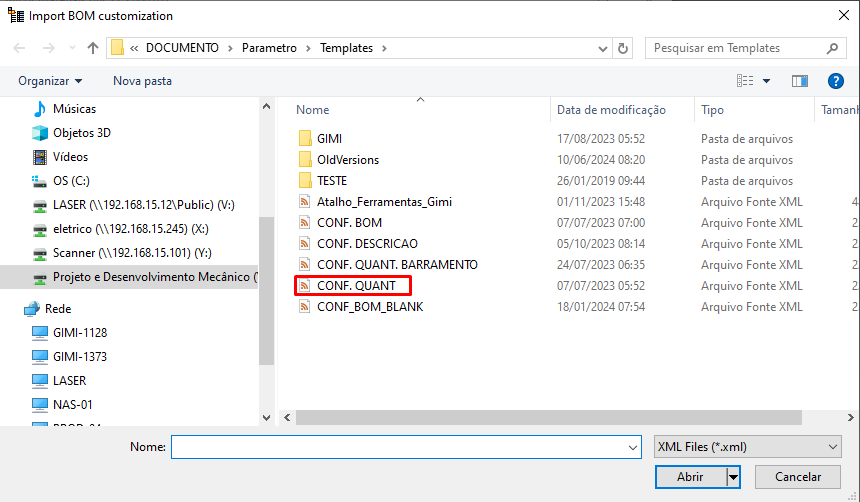 Import BOM customization
« DOCUMENTO > Parametro > Templates >
Pesquisar em Templates
Organizar
Nova pasta
?
Músicas
Objetos 3D
Vídeos
OS (C:)
LASER (\\192.168.15.12\Public) (V:)
eletrico (\\192.168.15.245) (X:)
Scanner (\\192.168.15.101) (Y:)
Projeto e Desenvolvimento Mecânico (
Rede
GIMI-1128
GIMI-1373
LASER
NAS-01
Nome Data de modificação Tipo Tamanh
GIMI 17/08/2023 05:52 Pasta de arquivos
OldVersions 10/06/2024 08:20 Pasta de arquivos
TESTE 26/01/2019 09:44 Pasta de arquivos
Atalho_Ferramentas_Gimi 01/11/2023 15:48 Arquivo Fonte XML 4
CONF. BOM 07/07/2023 07:00 Arquivo Fonte XML 2
CONF. DESCRICAO 05/10/2023 08:14 Arquivo Fonte XML 2
CONF. QUANT. BARRAMENTO 24/07/2023 06:35 Arquivo Fonte XML 2
CONF. QUANT 07/07/2023 05:52 Arquivo Fonte XML 2
CONF_BOM_BLANK 18/01/2024 07:54 Arquivo Fonte XML 2
Nome:
XML Files (*.xml)
Abrir
Cancelar